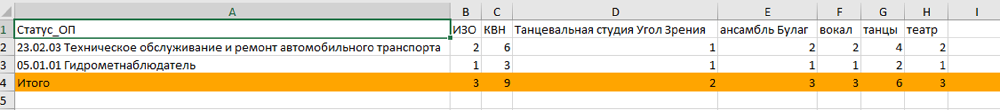 A B C D E F G H I
1 Статус_ОП ИЗО КВН Танцевальная студия Угол Зрения ансамбль Булаг вокал танцы театр
2 23.02.03 Техническое обслуживание и ремонт автомобильного транспорта 2 6 1 2 2 4 2
3 05.01.01 Гидрометнаблюдатель 1 3 1 1 1 2 1
4 Итого 3 9 2 3 3 6 3
5